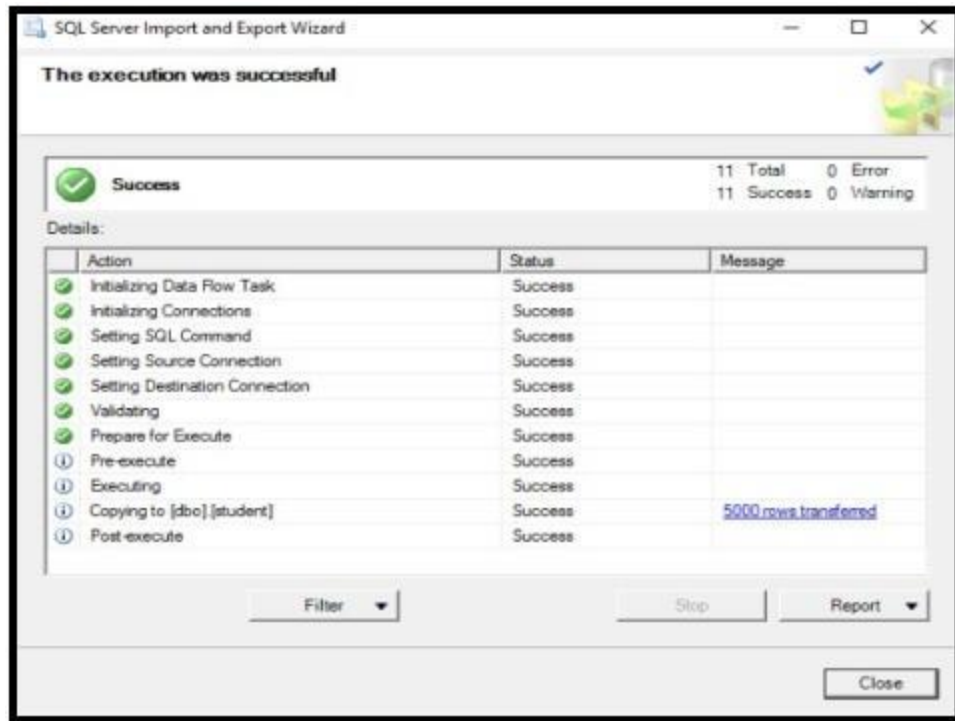 SQL Server Import and Export Wizard
The execution was successful
Success
11 Total 0 Error
11 Success 0 Warning
Details:
Action Status Message
Initializing Data Flow Task Success
Initializing Connections Success
Setting SQL Command Success
Setting Source Connection Success
Setting Destination Connection Success
Validating Success
Prepare for Execute Success
Pre-execute Success
Executing Success
Copying to [dbo].[student] Success 5000 rows transferred
Post-execute Success
Filter Stop Report
Close